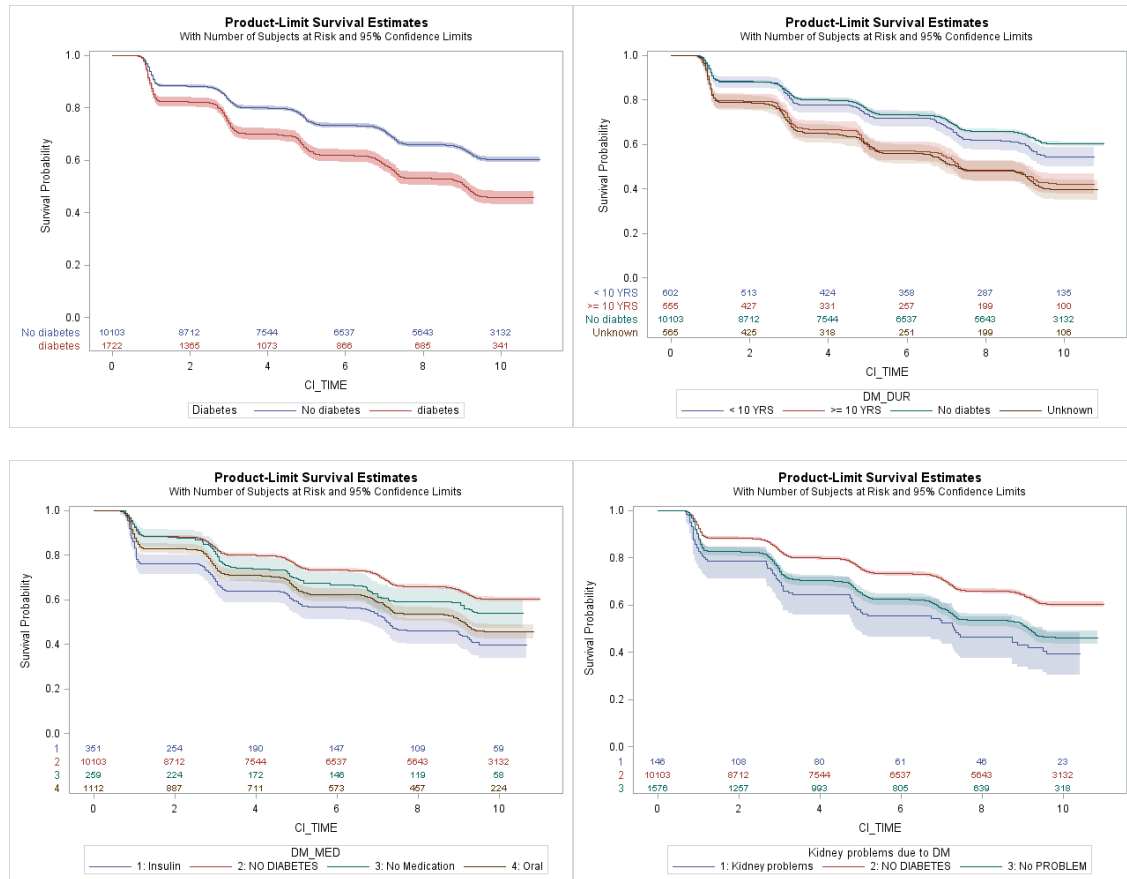 Product-Limit Survival Estimates
With Number of Subjects at Risk and 95% Confidence Limits
1.0
0.8
0.6
0.4
0.2
0.0
Survival Probability
No diabetes 10103 8712 7544 6537 5643 3132
diabetes 1722 1365 1073 866 685 341
0 2 4 6 8 10
CI_TIME
Diabetes No diabetes diabetes
Product-Limit Survival Estimates
With Number of Subjects at Risk and 95% Confidence Limits
1.0
0.8
0.6
0.4
0.2
0.0
Survival Probability
< 10 YRS 602 513 424 358 287 135
>= 10 YRS 555 427 331 257 199 100
No diabtes 10103 8712 7544 6537 5643 3132
Unknown 565 425 318 251 199 106
0 2 4 6 8 10
CI_TIME
DM_DUR
< 10 YRS >= 10 YRS No diabtes Unknown
Product-Limit Survival Estimates
With Number of Subjects at Risk and 95% Confidence Limits
1.0
0.8
0.6
0.4
0.2
0.0
Survival Probability
1 351 254 190 147 109 59
2 10103 8712 7544 6537 5643 3132
3 259 224 172 146 119 58
4 1112 887 711 573 457 224
0 2 4 6 8 10
CI_TIME
DM_MED
1: Insulin 2: NO DIABETES 3: No Medication 4: Oral
Product-Limit Survival Estimates
With Number of Subjects at Risk and 95% Confidence Limits
1.0
0.8
0.6
0.4
0.2
0.0
Survival Probability
1 146 108 80 61 46 23
2 10103 8712 7544 6537 5643 3132
3 1576 1257 993 805 639 318
0 2 4 6 8 10
CI_TIME
Kidney problems due to DM
1: Kidney problems 2: NO DIABETES 3: No PROBLEM